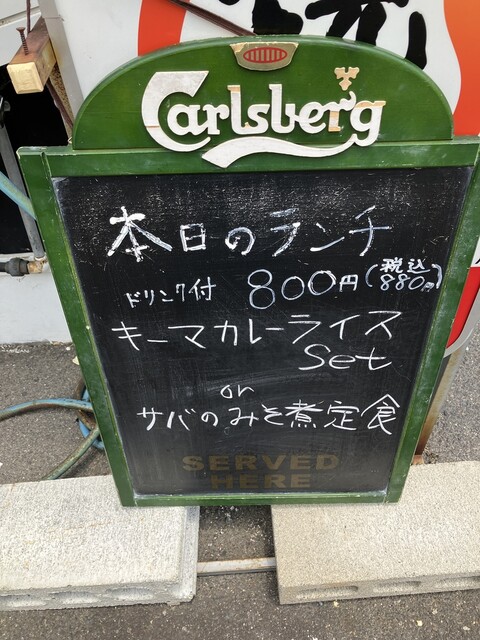 Carlsberg
本日のランチ
ドリンク付 800円(税込880円)
キーマカレーライス
Set
or
サバのみそ煮定食
SERVED
HERE